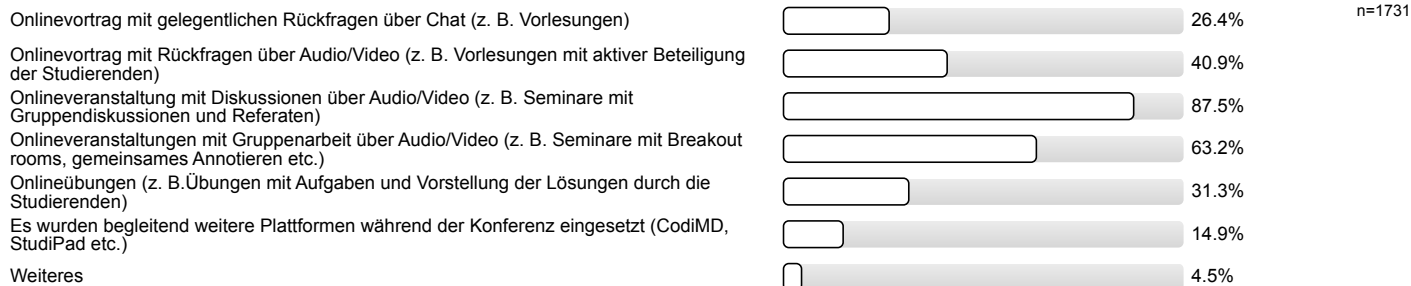 Onlinevortrag mit gelegentlichen Rückfragen über Chat (z. B. Vorlesungen) 26.4% n=1731
Onlinevortrag mit Rückfragen über Audio/Video (z. B. Vorlesungen mit aktiver Beteiligung
der Studierenden) 40.9%
Onlineveranstaltung mit Diskussionen über Audio/Video (z. B. Seminare mit
Gruppendiskussionen und Referaten) 87.5%
Onlineveranstaltungen mit Gruppenarbeit über Audio/Video (z. B. Seminare mit Breakout
rooms, gemeinsames Annotieren etc.) 63.2%
Onlineübungen (z. B.Übungen mit Aufgaben und Vorstellung der Lösungen durch die
Studierenden) 31.3%
Es wurden begleitend weitere Plattformen während der Konferenz eingesetzt (CodiMD,
StudiPad etc.) 14.9%
Weiteres 4.5%